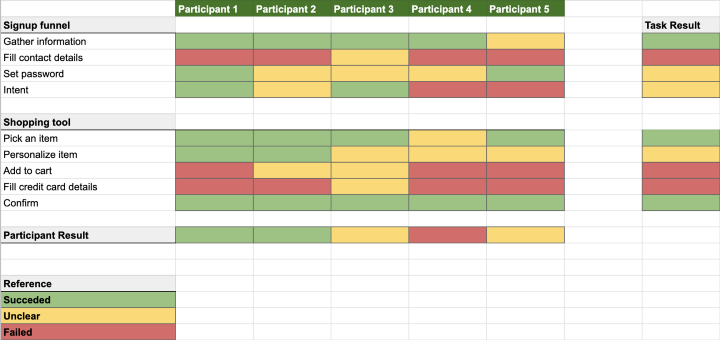 Participant 1 Participant 2 Participant 3 Participant 4 Participant 5
Signup funnel Task Result
Gather information
Fill contact details
Set password
Intent
Shopping tool
Pick an item
Personalize item
Add to cart
Fill credit card details
Confirm
Participant Result
Reference
Succeded
Unclear
Failed